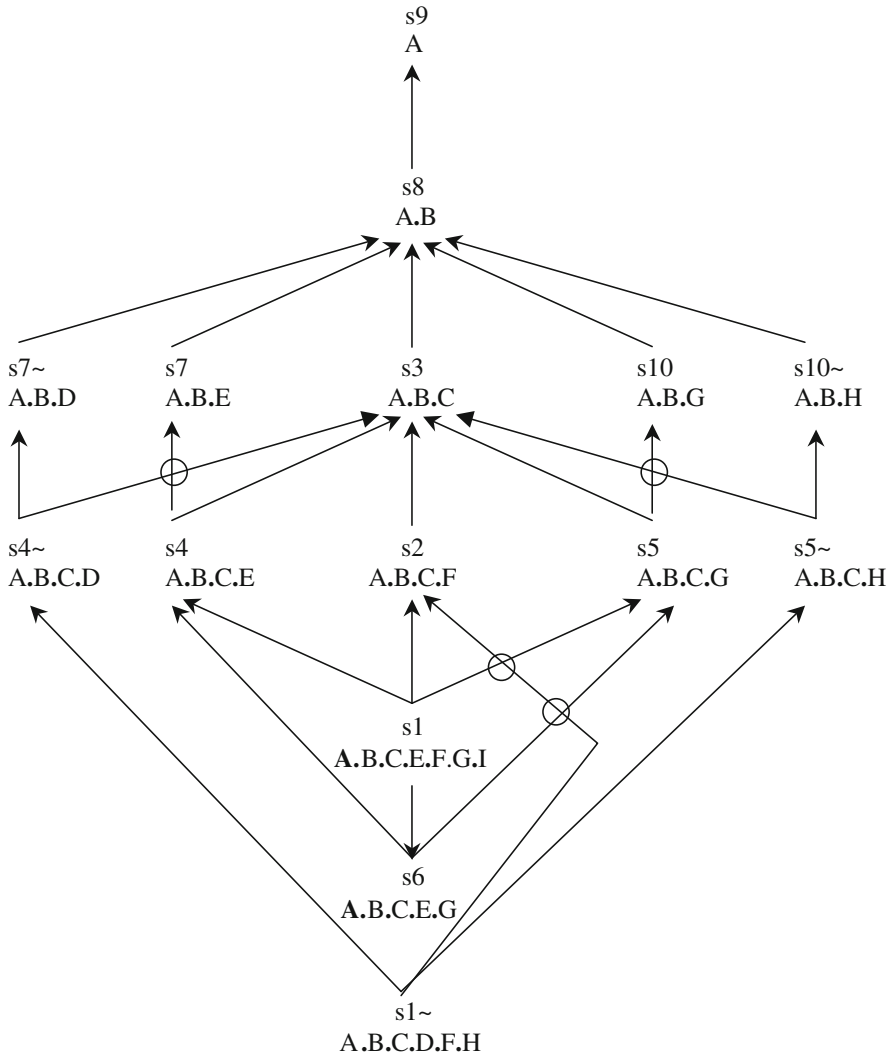 s9
A
s8
A.B
s7~ s7 s3 s10 s10~
A.B.D A.B.E A.B.C A.B.G A.B.H
s4~ s4 s2 s5 s5~
A.B.C.D A.B.C.E A.B.C.F A.B.C.G A.B.C.H
s1
A.B.C.E.F.G.I
s6
A.B.C.E.G
s1~
A.B.C.D.F.H